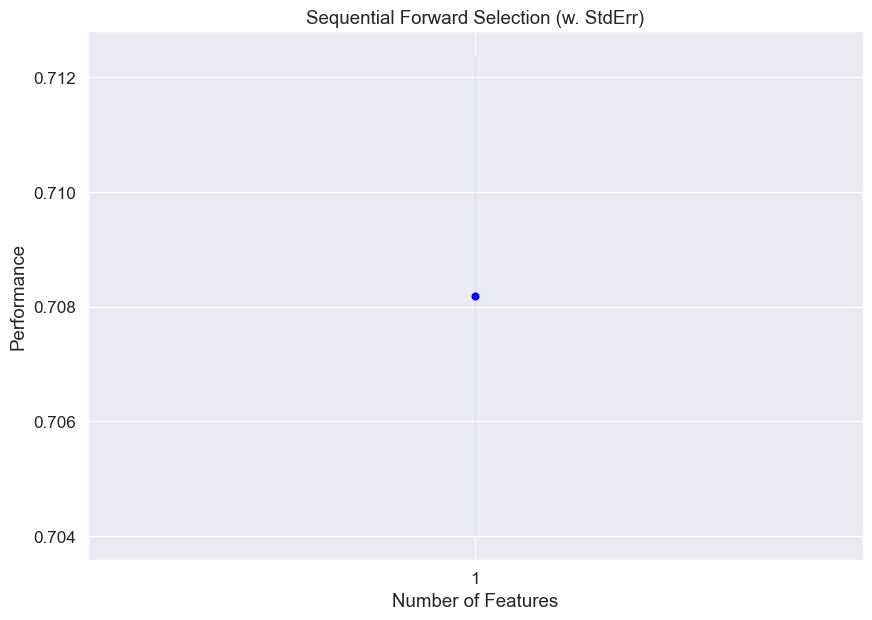 Sequential Forward Selection (w. StdErr)
0.712
0.710
0.708
0.706
0.704
Performance
1
Number of Features